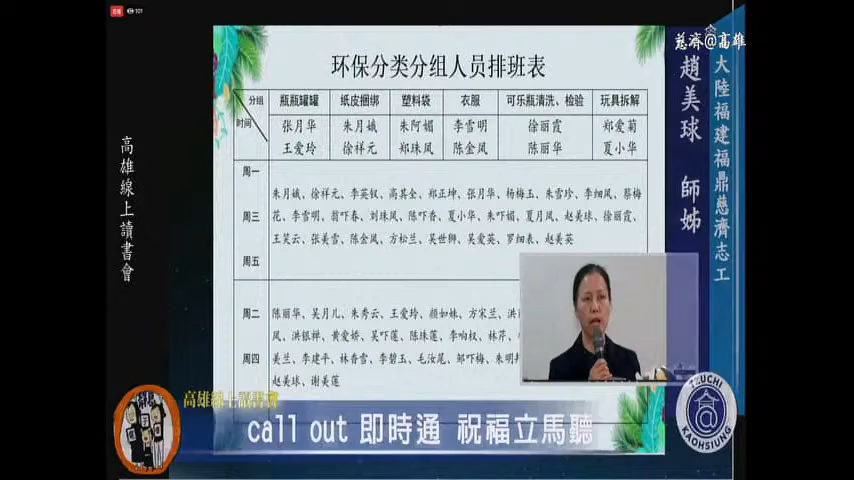 直播 101
慈濟@高雄
高雄線上讀書會
趙美球 師姊
大陸福建福鼎慈濟志工
环保分类分组人员排班表
分组 瓶瓶罐罐 纸皮捆绑 塑料袋 衣服 可乐瓶清洗、检验 玩具拆解
时间 张月华 朱月娥 朱阿媚 李雪明 徐丽霞 郑爱菊
王爱玲 徐祥元 郑珠凤 陈金凤 陈丽华 夏小华
周一
朱月娥、徐祥元、李英钗、高其全、郑正坤、张月华、杨梅玉、朱雪珍、李细凤、蔡梅
周三 花、李雪明、翁吓春、刘珠凤、陈吓香、夏小华、朱吓媚、夏月凤、赵美球、徐丽霞、
王笑云、张美雪、陈金凤、方松兰、吴世狮、吴爱英、罗细表、赵美英
周五
周二 陈丽华、吴月儿、朱秀云、王爱玲、颜如妹、方宋兰、洪
凤、洪银禅、黄爱娇、吴吓莲、陈珠莲、李响权、林芹、
周四 美兰、李建平、林香雪、李碧玉、毛汝尾、邹吓梅、朱明
赵美球、谢美莲
高雄線上讀書會
call out 即時通 祝福立馬聽
TZUCHI
KAOHSIUNG